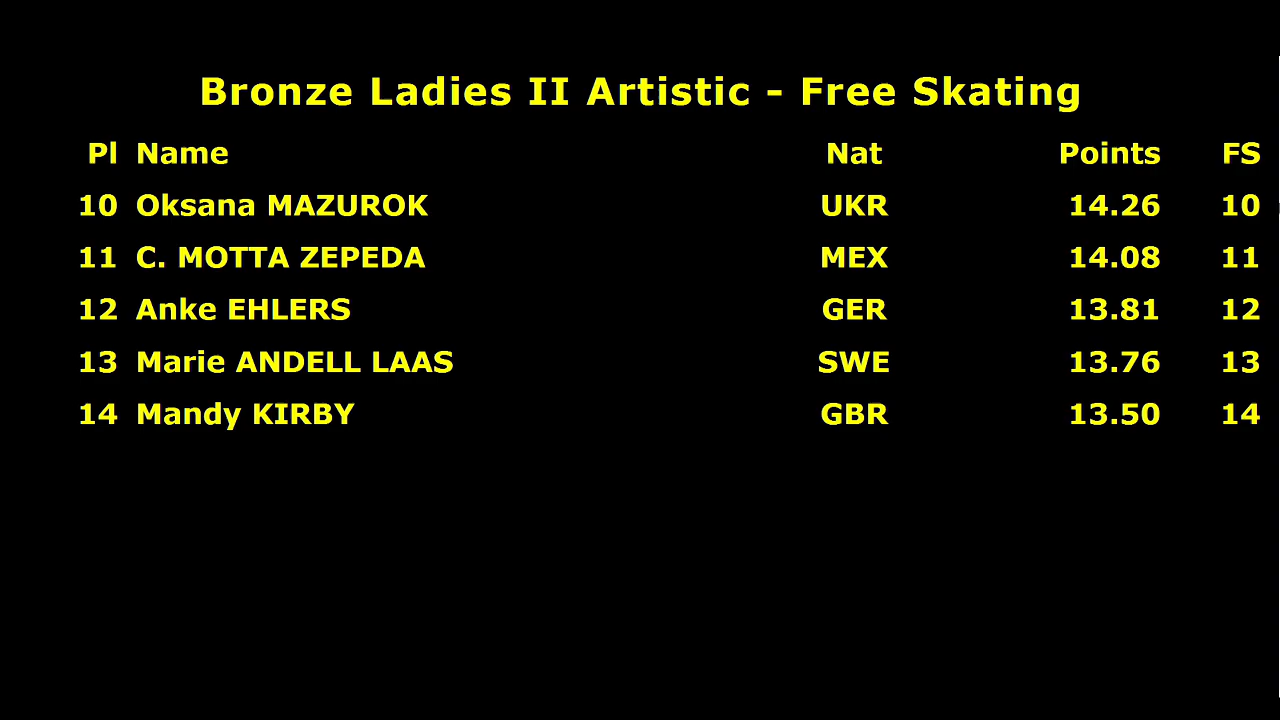 Bronze Ladies II Artistic - Free Skating
Pl Name Nat Points FS
10 Oksana MAZUROK UKR 14.26 10
11 C. MOTTA ZEPEDA MEX 14.08 11
12 Anke EHLERS GER 13.81 12
13 Marie ANDELL LAAS SWE 13.76 13
14 Mandy KIRBY GBR 13.50 14